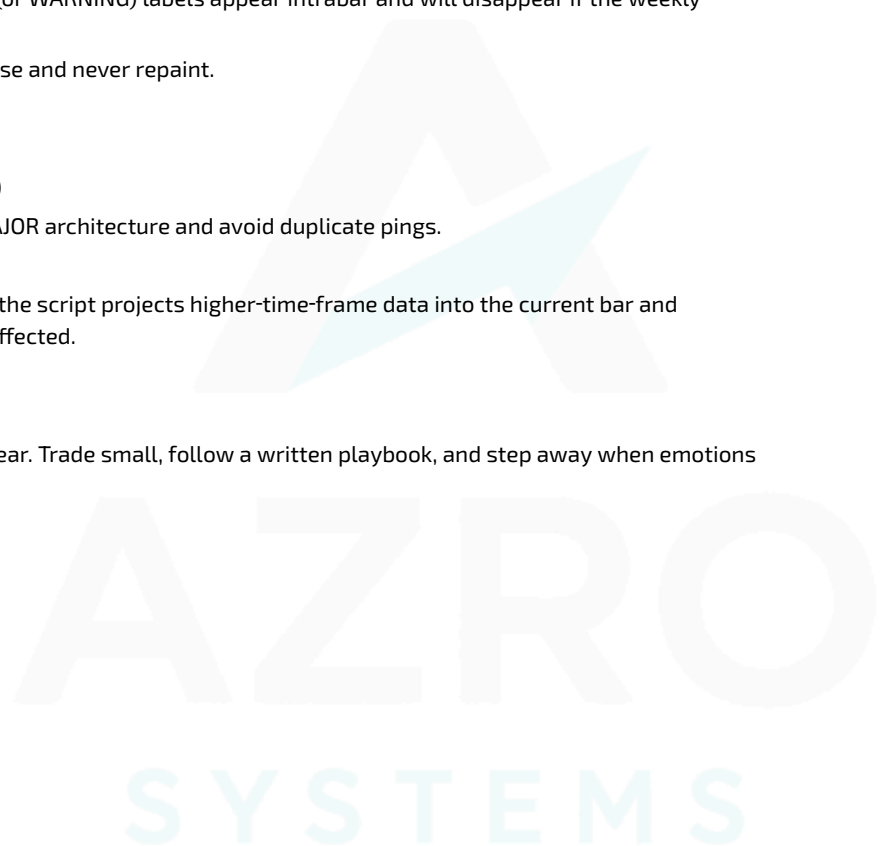 (or WARNING) labels appear intrabar and will disappear if the weekly
se and never repaint.
)
AJOR architecture and avoid duplicate pings.
the script projects higher-time-frame data into the current bar and
ffected.
ear. Trade small, follow a written playbook, and step away when emotions
AZRO
SYSTEMS